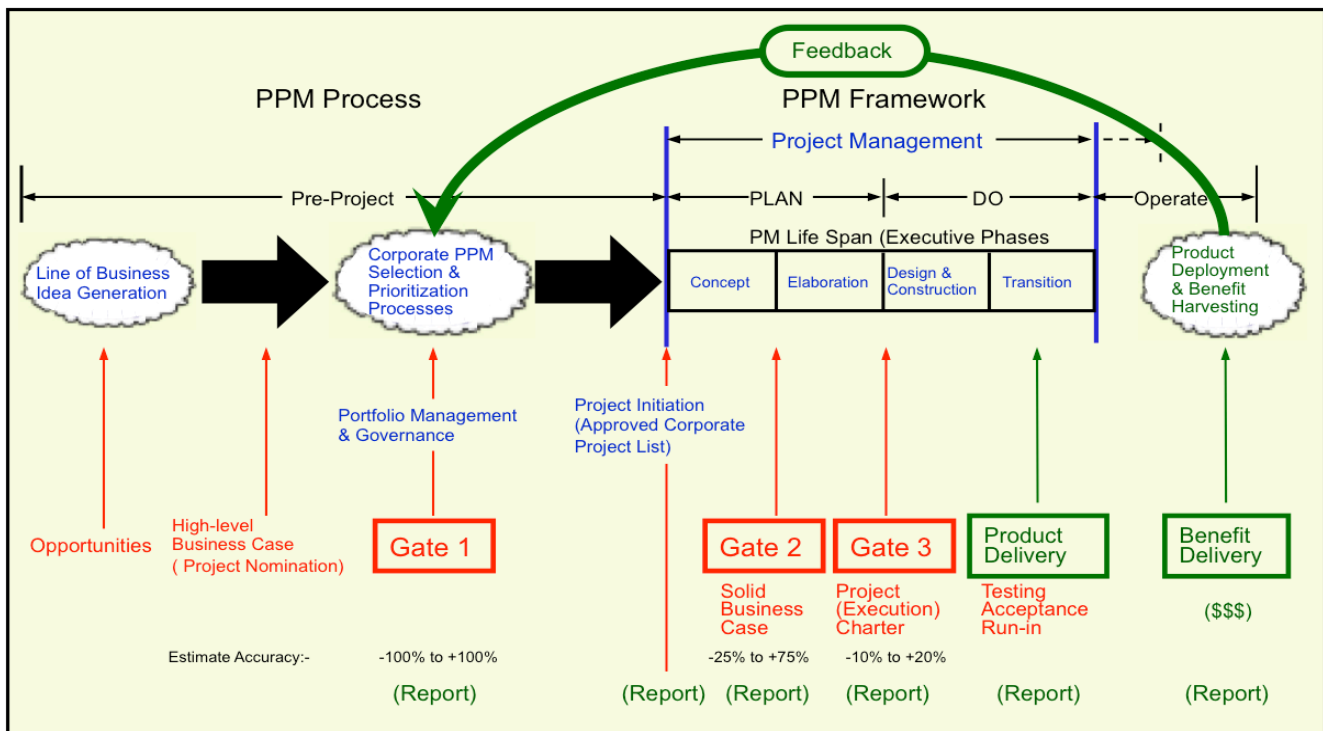 Feedback
PPM Process
PPM Framework
Project Management
Pre-Project
PLAN
DO
Operate
PM Life Span (Executive Phases
Line of Business
Idea Generation
Corporate PPM
Selection &
Prioritization
Processes
Concept
Elaboration
Design &
Construction
Transition
Product
Deployment
& Benefit
Harvesting
Portfolio Management
& Governance
Project Initiation
(Approved Corporate
Project List)
Opportunities
High-level
Business Case
( Project Nomination)
Gate 1
Gate 2
Gate 3
Product
Delivery
Benefit
Delivery
Solid
Business
Case
Project
(Execution)
Charter
Testing
Acceptance
Run-in
($$$)
Estimate Accuracy:-
-100% to +100%
-25% to +75%
-10% to +20%
(Report)
(Report)
(Report)
(Report)
(Report)
(Report)